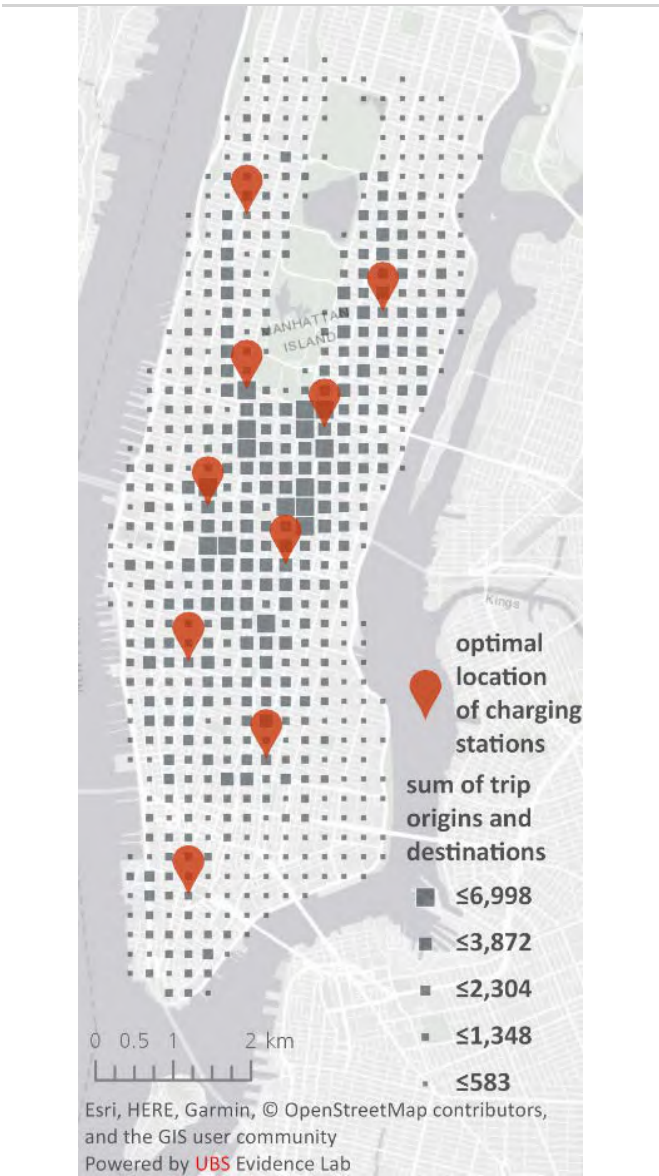 MANHATTAN
ISLAND
Kings
optimal
location
of charging
stations
sum of trip
origins and
destinations
≤6,998
≤3,872
≤2,304
≤1,348
≤583
0 0.5 1 2 km
Esri, HERE, Garmin, © OpenStreetMap contributors,
and the GIS user community
Powered by UBS Evidence Lab